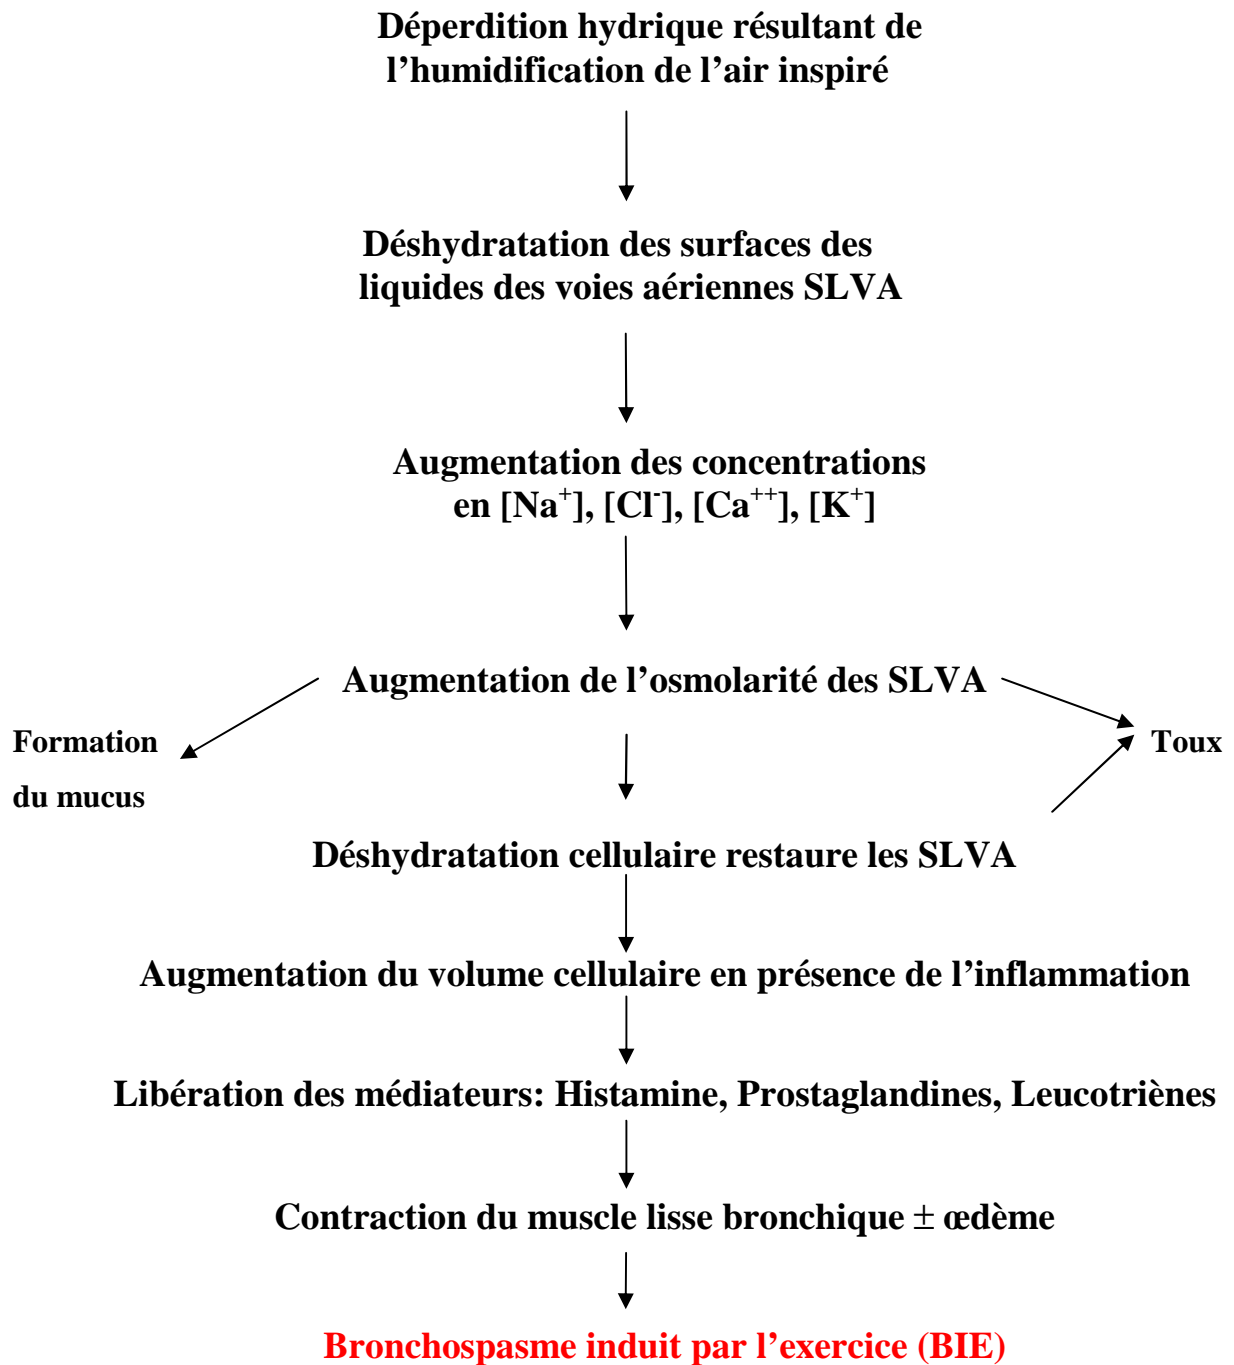 Déperdition hydrique résultant de
l’humidification de l’air inspiré
Déshydratation des surfaces des
liquides des voies aériennes SLVA
Augmentation des concentrations
en [Na⁺], [Cl⁻], [Ca⁺⁺], [K⁺]
Augmentation de l’osmolarité des SLVA
Formation
du mucus
Toux
Déshydratation cellulaire restaure les SLVA
Augmentation du volume cellulaire en présence de l’inflammation
Libération des médiateurs: Histamine, Prostaglandines, Leucotriènes
Contraction du muscle lisse bronchique ± œdème
Bronchospasme induit par l’exercice (BIE)